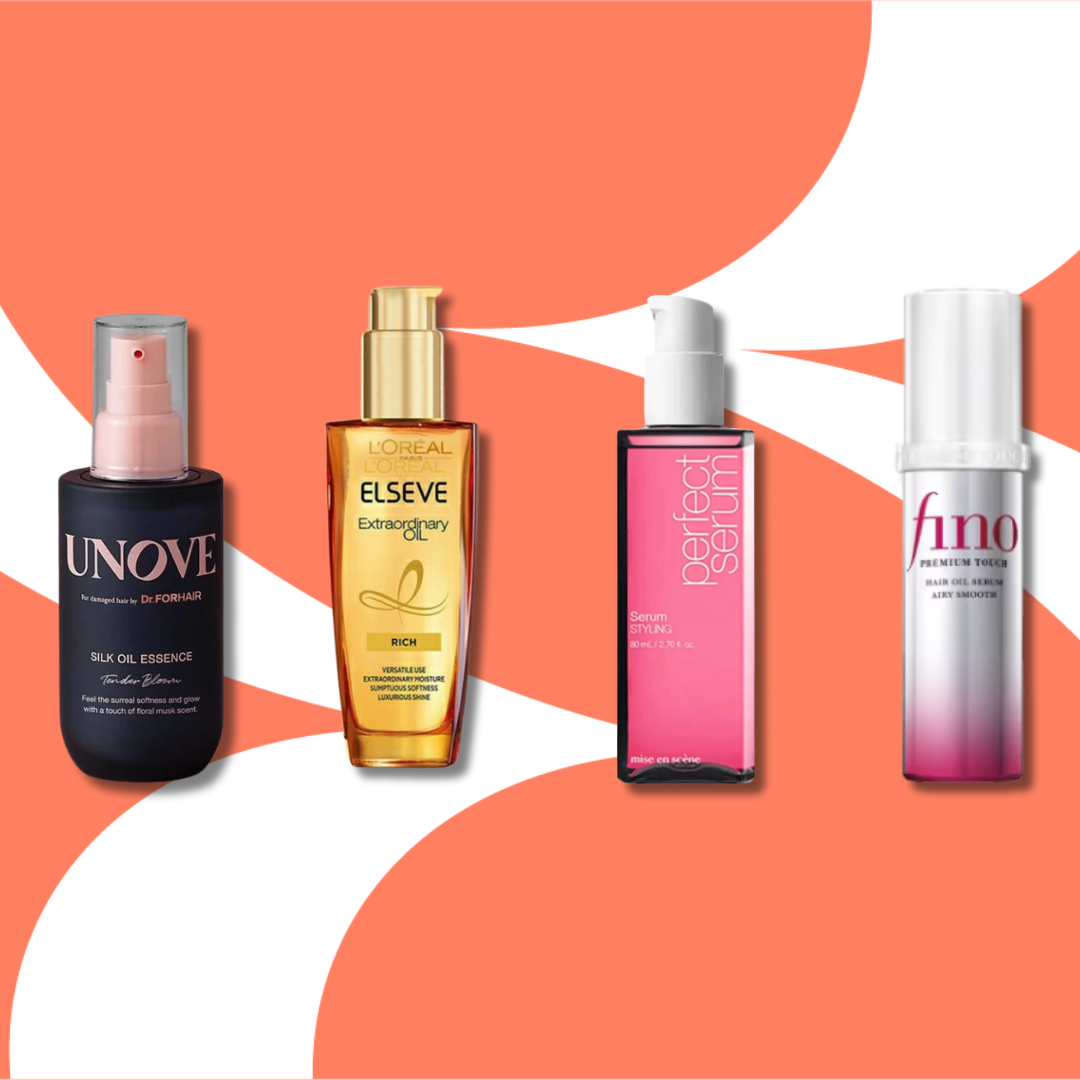 UNOVE
For damaged hair by Dr.FORHAIR
SILK OIL ESSENCE
Tender Bloom
Feel the surreal softness and glow
with a touch of floral musk scent.
L'ORÉAL
PARIS
L'ORÉAL
ELSEVE
Extraordinary
OIL
RICH
VERSATILE USE
EXTRAORDINARY MOISTURE
SUMPTUOUS SOFTNESS
LUXURIOUS SHINE
perfect
serum
Serum
STYLING
80 mL / 2.70 fl. oz.
mise en scène
fino
PREMIUM TOUCH
HAIR OIL SERUM
AIRY SMOOTH